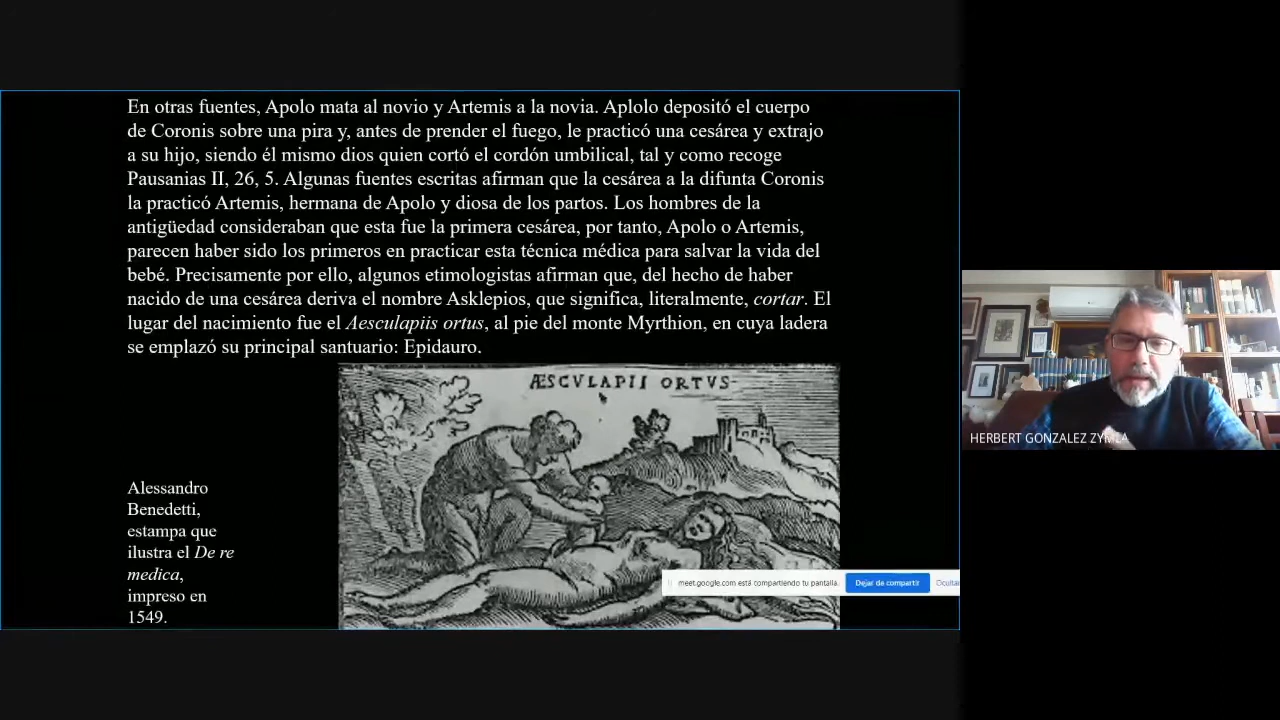 En otras fuentes, Apolo mata al novio y Artemis a la novia. Aplolo depositó el cuerpo
de Coronis sobre una pira y, antes de prender el fuego, le practicó una cesárea y extrajo
a su hijo, siendo él mismo dios quien cortó el cordón umbilical, tal y como recoge
Pausanias II, 26, 5. Algunas fuentes escritas afirman que la cesárea a la difunta Coronis
la practicó Artemis, hermana de Apolo y diosa de los partos. Los hombres de la
antigüedad consideraban que esta fue la primera cesárea, por tanto, Apolo o Artemis,
parecen haber sido los primeros en practicar esta técnica médica para salvar la vida del
bebé. Precisamente por ello, algunos etimologistas afirman que, del hecho de haber
nacido de una cesárea deriva el nombre Asklepios, que significa, literalmente, cortar. El
lugar del nacimiento fue el Aesculapiis ortus, al pie del monte Myrthion, en cuya ladera
se emplazó su principal santuario: Epidauro.
ÆSCVLAPII ORTVS-
Alessandro
Benedetti,
estampa que
ilustra el De re
medica,
impreso en
1549.
meet.google.com está compartiendo tu pantalla.
Dejar de compartir
Ocultar
HERBERT GONZALEZ ZYMLA